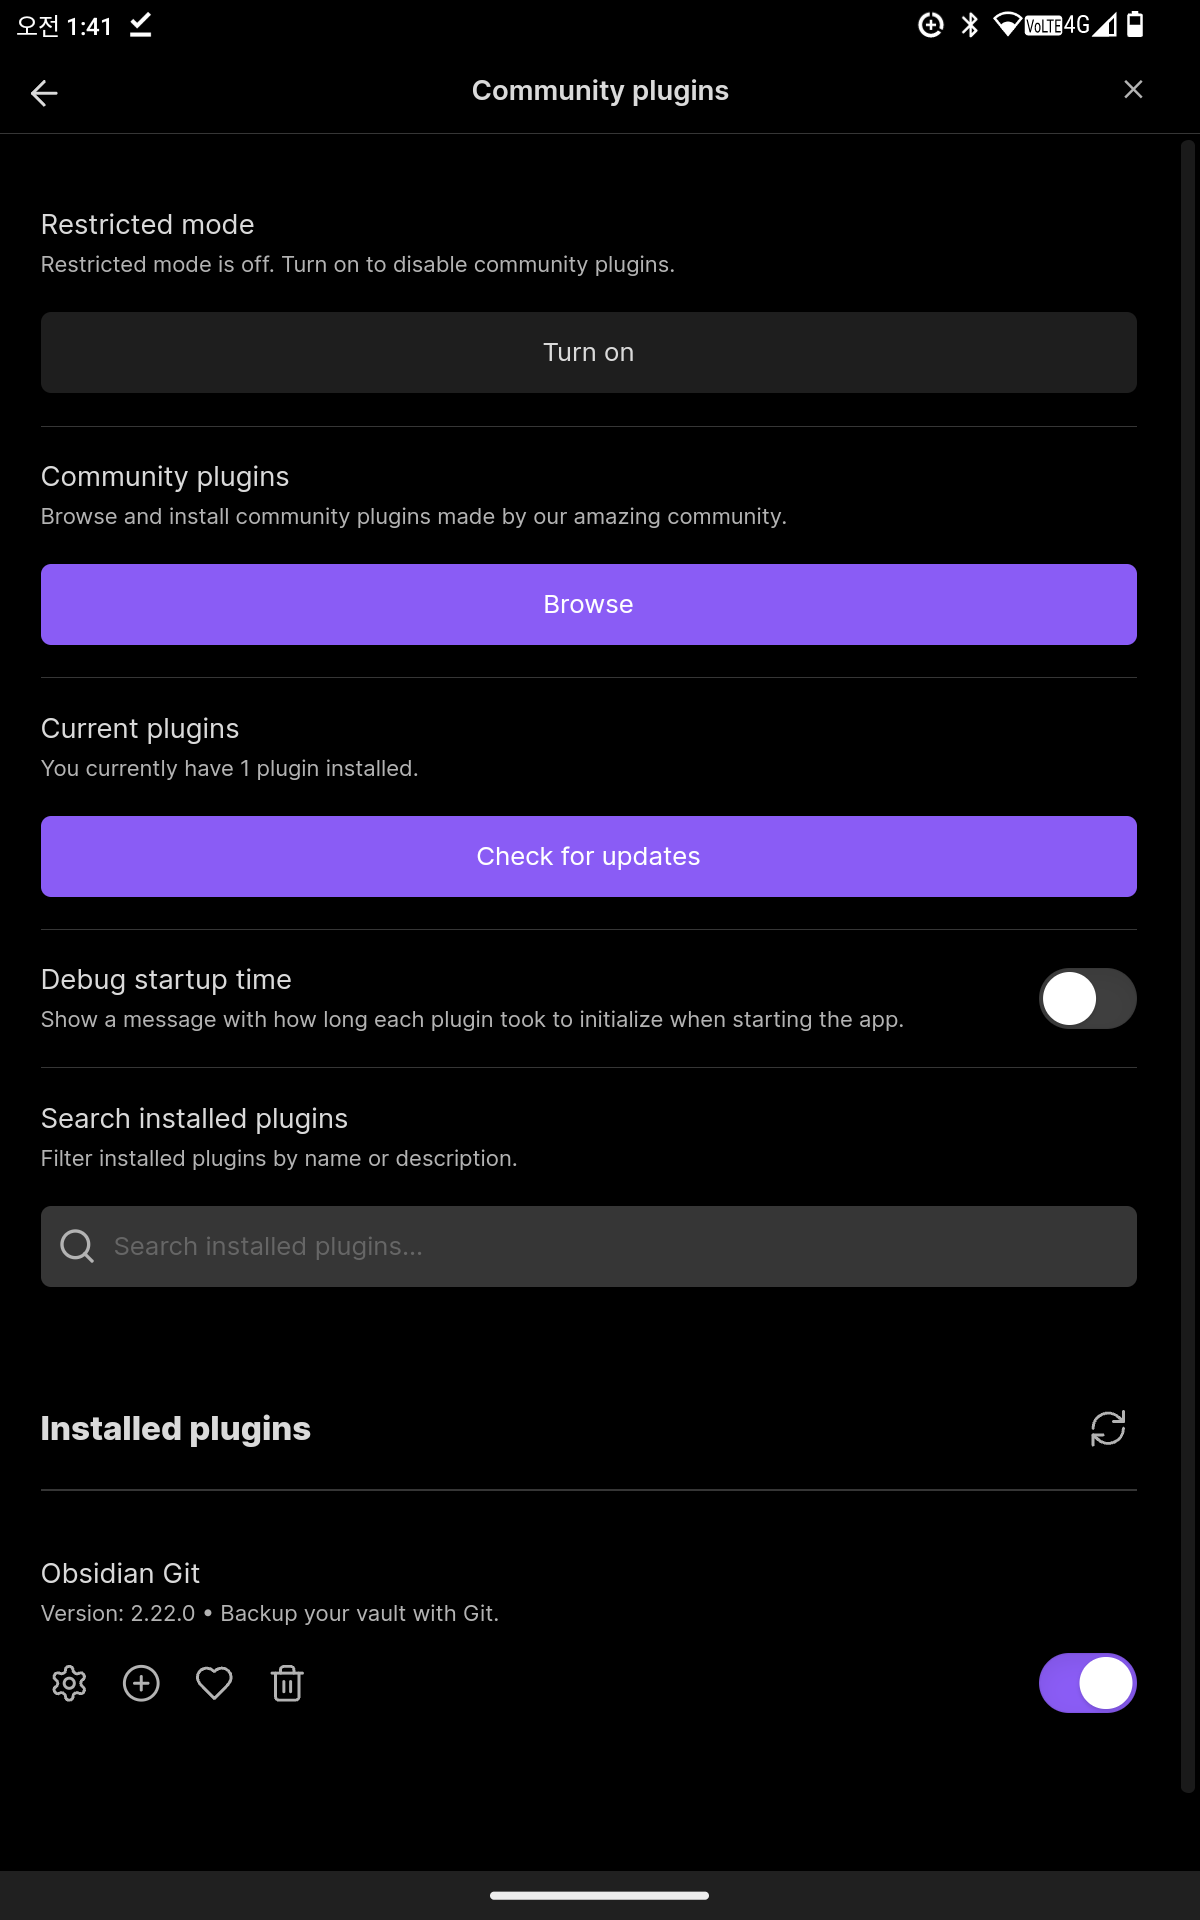 오전 1:41
VoLTE 4G
Community plugins
Restricted mode
Restricted mode is off. Turn on to disable community plugins.
Turn on
Community plugins
Browse and install community plugins made by our amazing community.
Browse
Current plugins
You currently have 1 plugin installed.
Check for updates
Debug startup time
Show a message with how long each plugin took to initialize when starting the app.
Search installed plugins
Filter installed plugins by name or description.
Search installed plugins...
Installed plugins
Obsidian Git
Version: 2.22.0 • Backup your vault with Git.